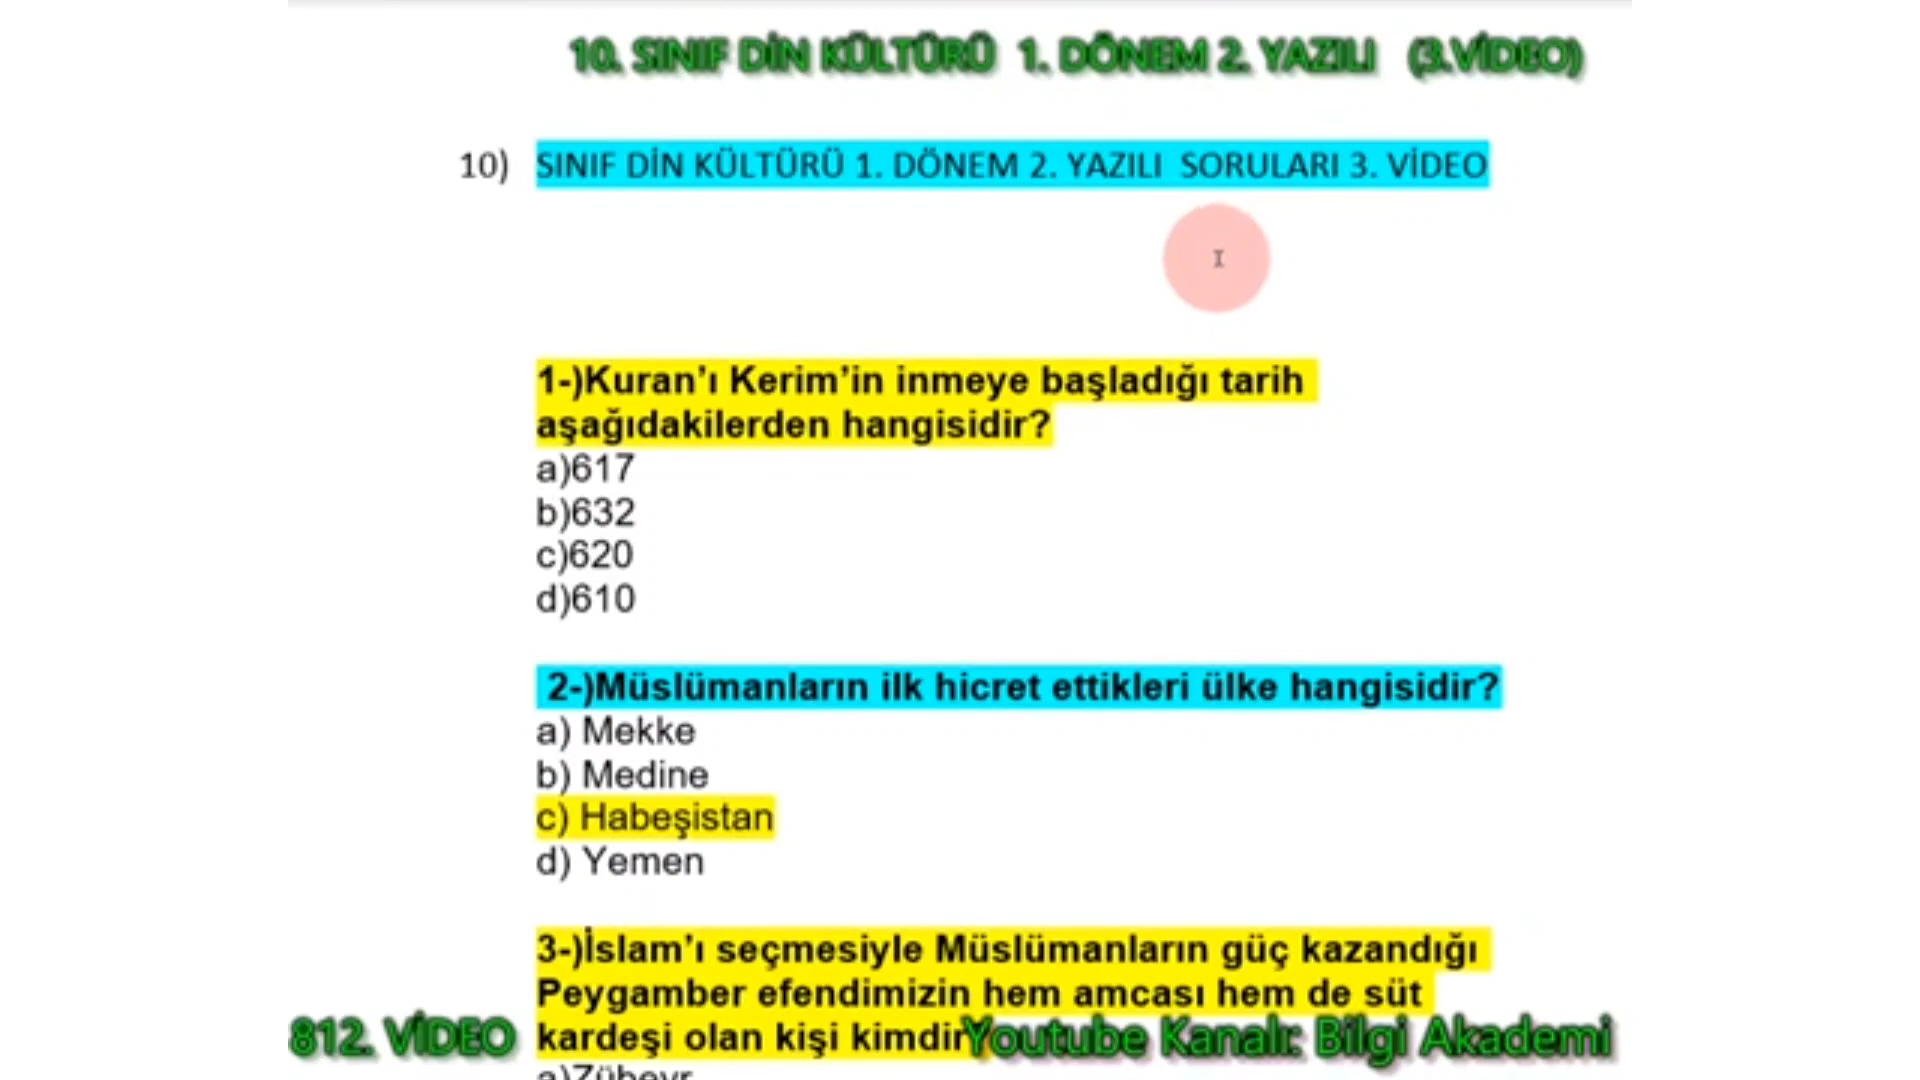 10. SINIF DİN KÜLTÜRÜ 1. DÖNEM 2. YAZILI (3.VİDEO)
10) SINIF DİN KÜLTÜRÜ 1. DÖNEM 2. YAZILI SORULARI 3. VİDEO
1-)Kuran’ı Kerim’in inmeye başladığı tarih
aşağıdakilerden hangisidir?
a)617
b)632
c)620
d)610
2-)Müslümanların ilk hicret ettikleri ülke hangisidir?
a) Mekke
b) Medine
c) Habeşistan
d) Yemen
3-)İslam’ı seçmesiyle Müslümanların güç kazandığı
Peygamber efendimizin hem amcası hem de süt
kardeşi olan kişi kimdir
812. VİDEO
Youtube Kanalı: Bilgi Akademi
a)Zübeyr